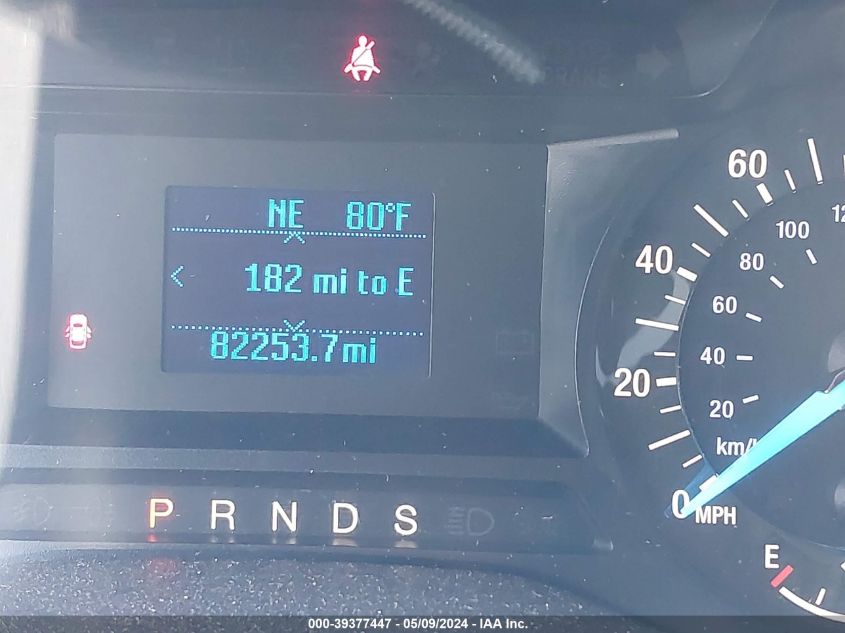 BRAKE
NE 80°F
< 182 mi to E
82253.7mi
P R N D S
60
40
20
0 MPH
100
80
60
40
20
km/
E
000-39377447 - 05/09/2024 - IAA Inc.